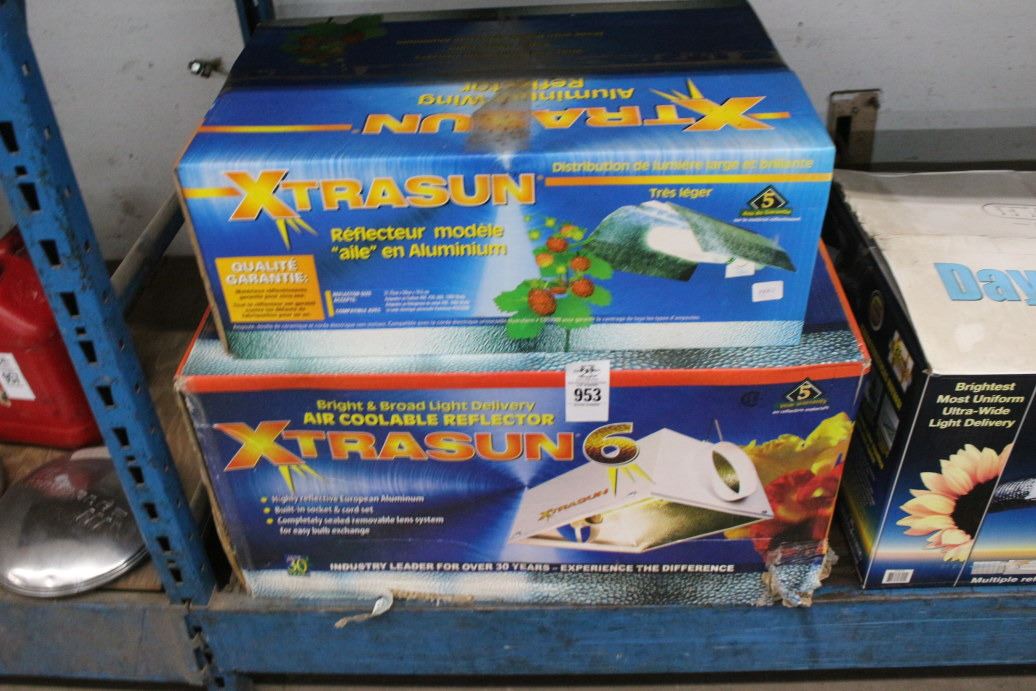 Aluminum Wing
Reflector
XTRASUN
Distribution de lumière large et brillante
XTRASUN
Très léger
5
Réflecteur modèle
"aile" en Aluminium
QUALITÉ
GARANTIE:
953
Bright & Broad Light Delivery
AIR COOLABLE REFLECTOR
XTRASUN 6
5
XTRASUN
Highly reflective European Aluminum
Built-in socket & cord set
Completely sealed removable lens system
for easy bulb exchange
30
INDUSTRY LEADER FOR OVER 30 YEARS - EXPERIENCE THE DIFFERENCE
Day
Brightest
Most Uniform
Ultra-Wide
Light Delivery
Multiple